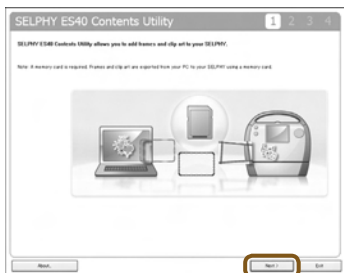 SELPHY ES40 Contents Utility
1 2 3 4
SELPHY ES40 Contents Utility allows you to add frames and clip art to your SELPHY.
Note: A memory card is required. Frames and clip art are exported from your PC to your SELPHY using a memory card.
About...
Next >
Exit